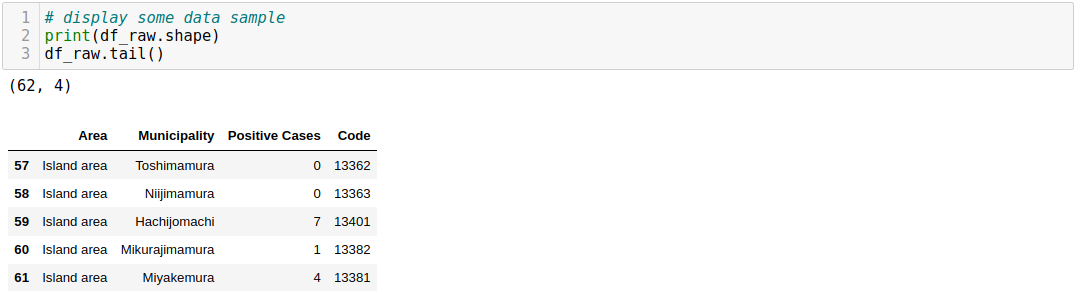 1 # display some data sample
2 print(df_raw.shape)
3 df_raw.tail()
(62, 4)
Area Municipality Positive Cases Code
57 Island area Toshimamura 0 13362
58 Island area Niijimamura 0 13363
59 Island area Hachijomachi 7 13401
60 Island area Mikurajimamura 1 13382
61 Island area Miyakemura 4 13381